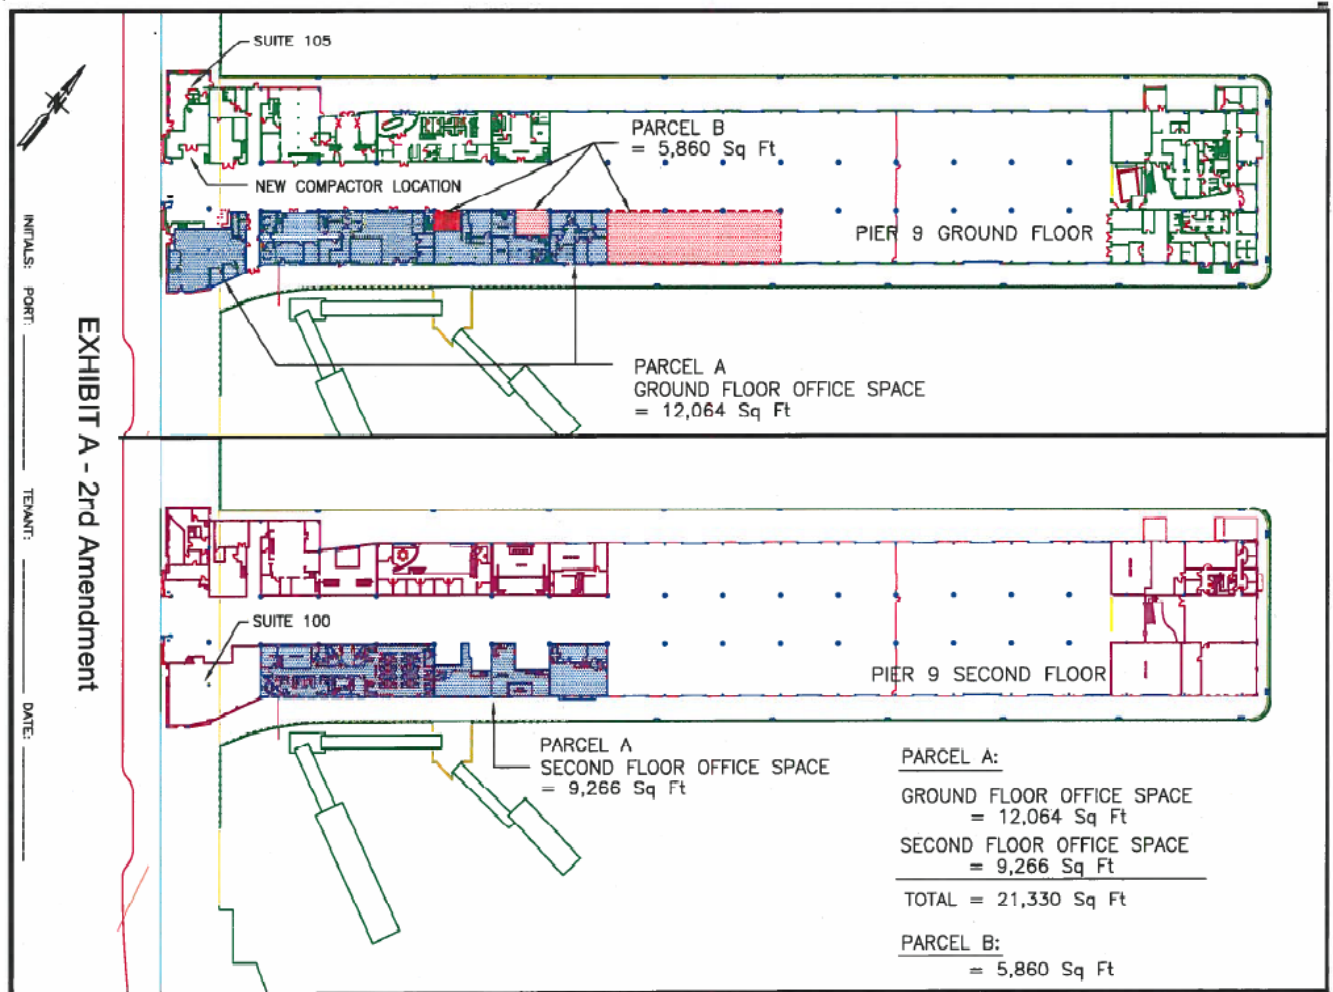 SUITE 105
PARCEL B
= 5,860 Sq Ft
NEW COMPACTOR LOCATION
PIER 9 GROUND FLOOR
PARCEL A
GROUND FLOOR OFFICE SPACE
= 12,064 Sq Ft
INITIALS: PORT: TENANT: DATE:
EXHIBIT A - 2nd Amendment
SUITE 100
PIER 9 SECOND FLOOR
PARCEL A
SECOND FLOOR OFFICE SPACE
= 9,266 Sq Ft
PARCEL A:
GROUND FLOOR OFFICE SPACE
= 12,064 Sq Ft
SECOND FLOOR OFFICE SPACE
= 9,266 Sq Ft
TOTAL = 21,330 Sq Ft
PARCEL B:
= 5,860 Sq Ft